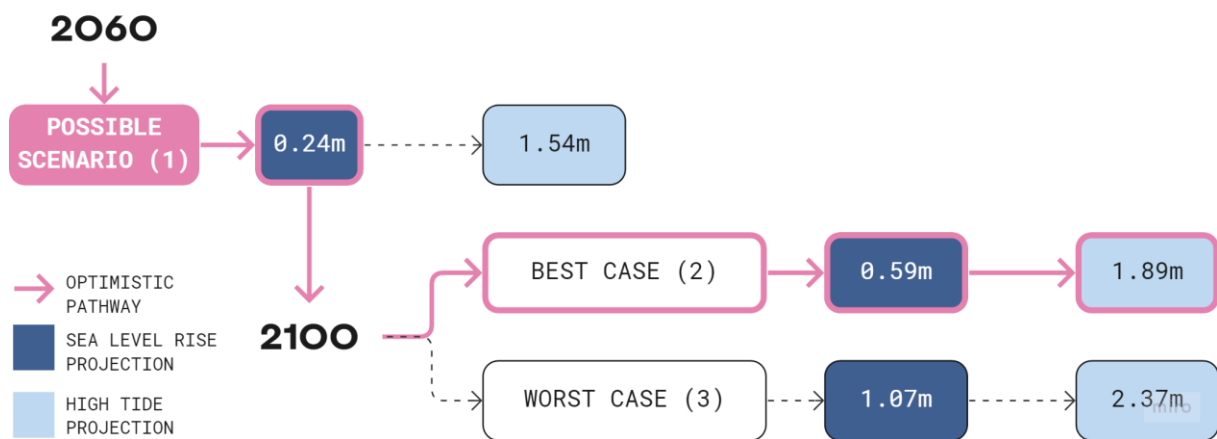 2060
POSSIBLE
SCENARIO (1)
0.24m
1.54m
BEST CASE (2)
0.59m
1.89m
OPTIMISTIC
PATHWAY
2100
SEA LEVEL RISE
PROJECTION
WORST CASE (3)
1.07m
2.37m
miro
HIGH TIDE
PROJECTION